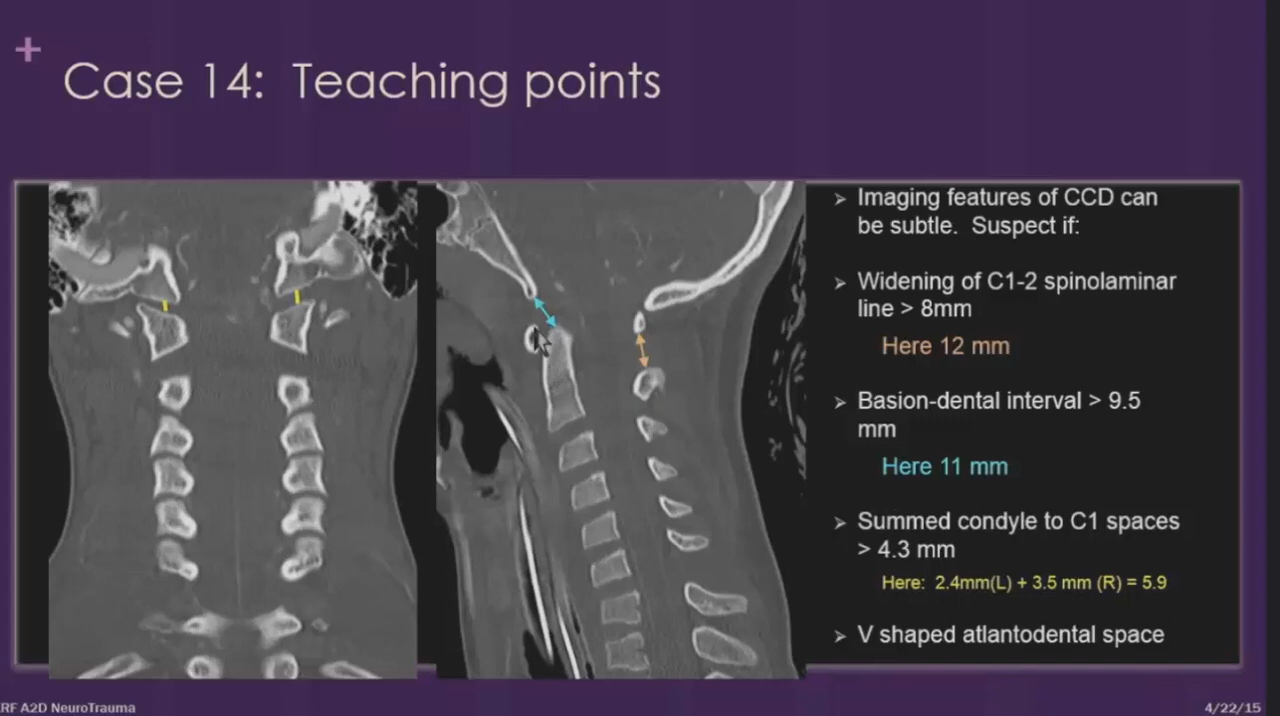 Case 14: Teaching points
Imaging features of CCD can
be subtle. Suspect if:
Widening of C1-2 spinolaminar
line > 8mm
Here 12 mm
Basion-dental interval > 9.5
mm
Here 11 mm
Summed condyle to C1 spaces
> 4.3 mm
Here: 2.4mm(L) + 3.5 mm (R) = 5.9
V shaped atlantodental space
RF A2D NeuroTrauma
4/22/15